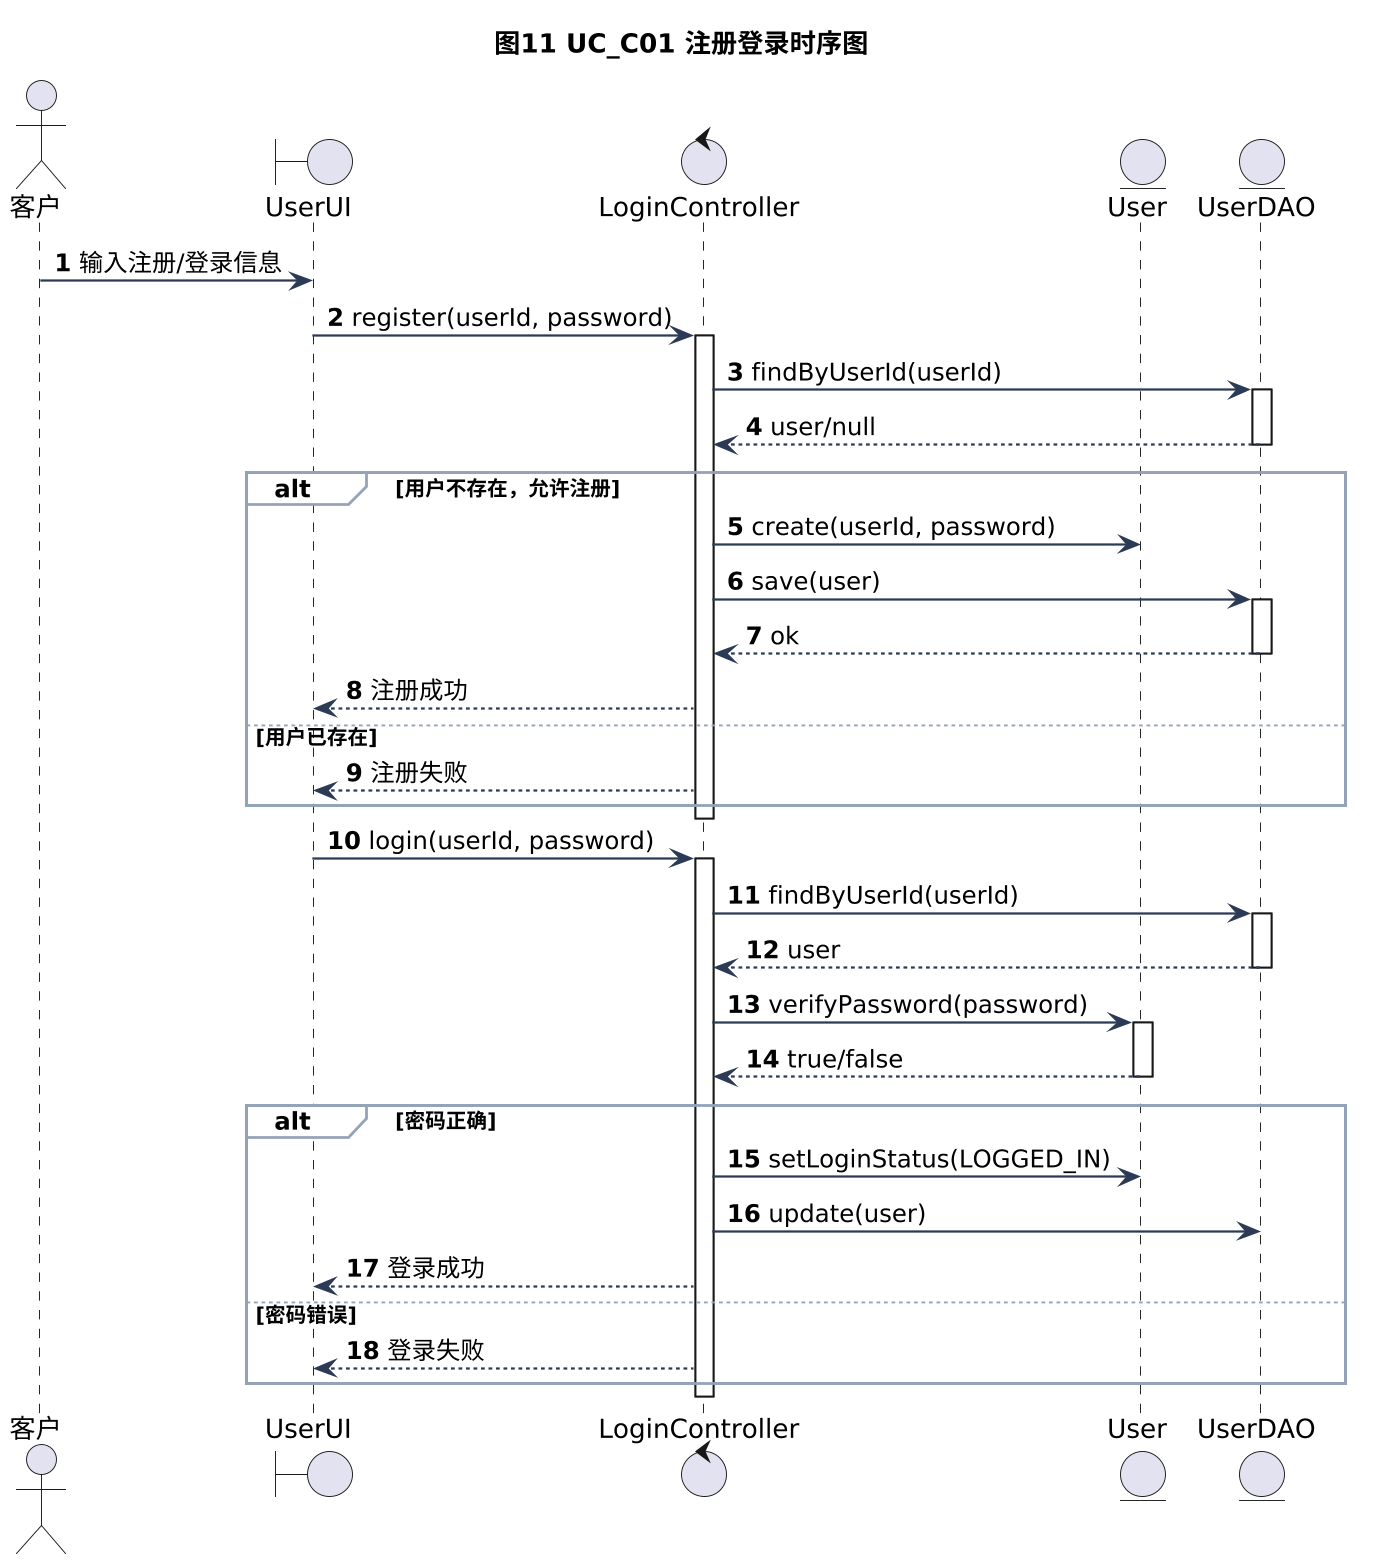 图11 UC_C01 注册登录时序图
客户
UserUI
LoginController
User
UserDAO
1 输入注册/登录信息
2 register(userId, password)
3 findByUserId(userId)
4 user/null
alt [用户不存在，允许注册]
5 create(userId, password)
6 save(user)
7 ok
8 注册成功
[用户已存在]
9 注册失败
10 login(userId, password)
11 findByUserId(userId)
12 user
13 verifyPassword(password)
14 true/false
alt [密码正确]
15 setLoginStatus(LOGGED_IN)
16 update(user)
17 登录成功
[密码错误]
18 登录失败
客户
UserUI
LoginController
User
UserDAO